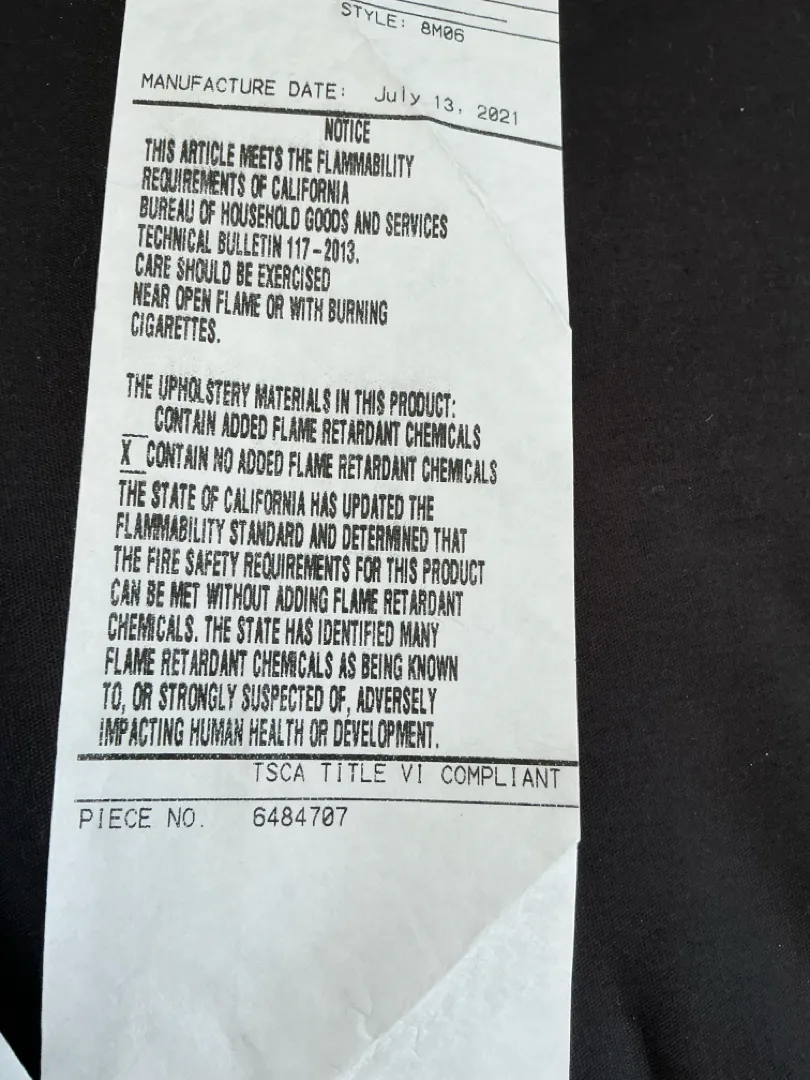 STYLE: 8M06
MANUFACTURE DATE: July 13, 2021
NOTICE
THIS ARTICLE MEETS THE FLAMMABILITY
REQUIREMENTS OF CALIFORNIA
BUREAU OF HOUSEHOLD GOODS AND SERVICES
TECHNICAL BULLETIN 117-2013.
CARE SHOULD BE EXERCISED
NEAR OPEN FLAME OR WITH BURNING
CIGARETTES.
THE UPHOLSTERY MATERIALS IN THIS PRODUCT:
__ CONTAIN ADDED FLAME RETARDANT CHEMICALS
X CONTAIN NO ADDED FLAME RETARDANT CHEMICALS
THE STATE OF CALIFORNIA HAS UPDATED THE
FLAMMABILITY STANDARD AND DETERMINED THAT
THE FIRE SAFETY REQUIREMENTS FOR THIS PRODUCT
CAN BE MET WITHOUT ADDING FLAME RETARDANT
CHEMICALS. THE STATE HAS IDENTIFIED MANY
FLAME RETARDANT CHEMICALS AS BEING KNOWN
TO, OR STRONGLY SUSPECTED OF, ADVERSELY
IMPACTING HUMAN HEALTH OR DEVELOPMENT.
TSCA TITLE VI COMPLIANT
PIECE NO. 6484707